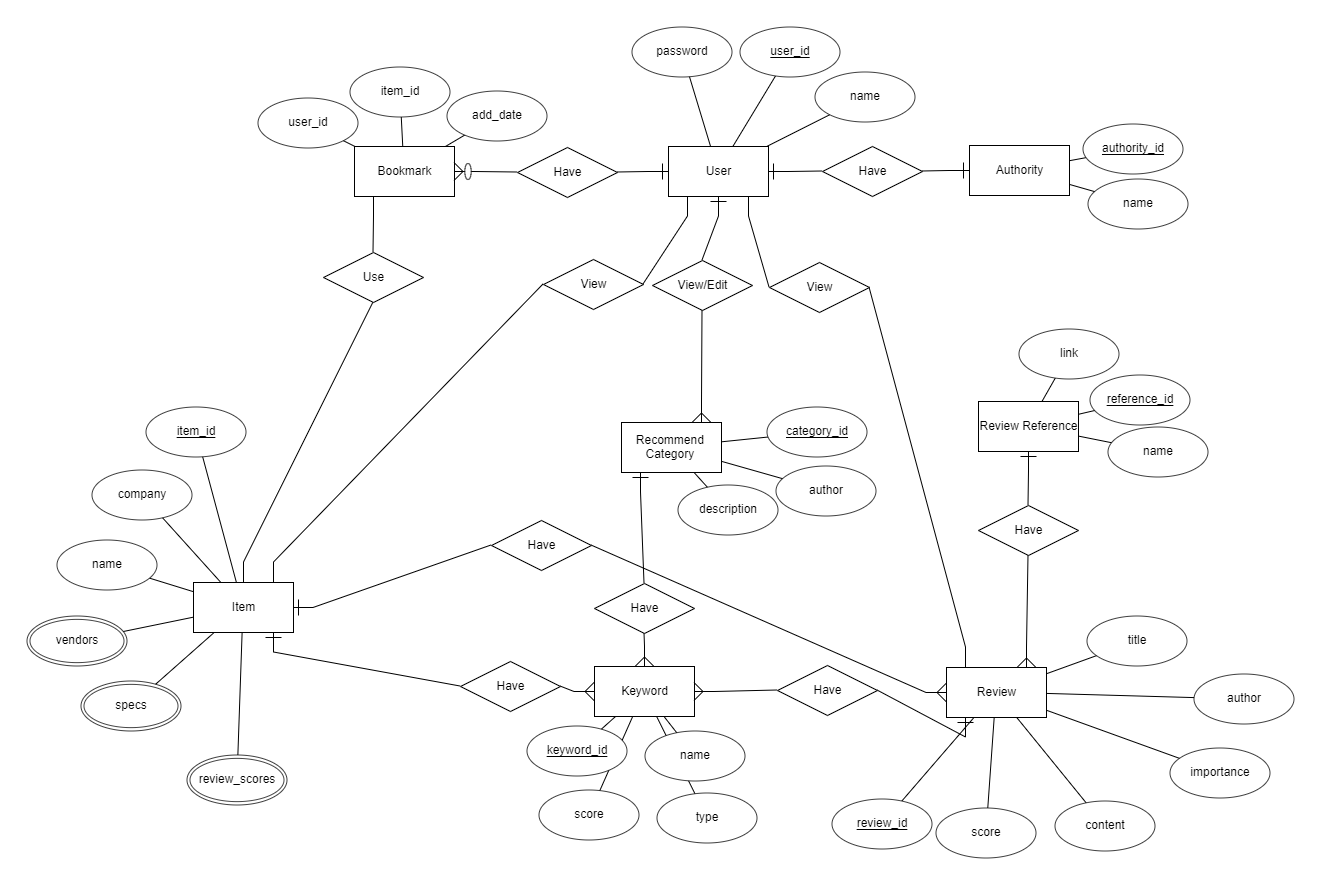 password
user_id
name
item_id
user_id
add_date
authority_id
Bookmark
Have
User
Have
Authority
name
Use
View
View/Edit
View
link
reference_id
Review Reference
name
item_id
Recommend
Category
category_id
author
description
company
name
Have
Have
Item
Have
vendors
specs
review_scores
Have
Keyword
Have
Review
title
author
importance
keyword_id
name
score
type
review_id
score
content